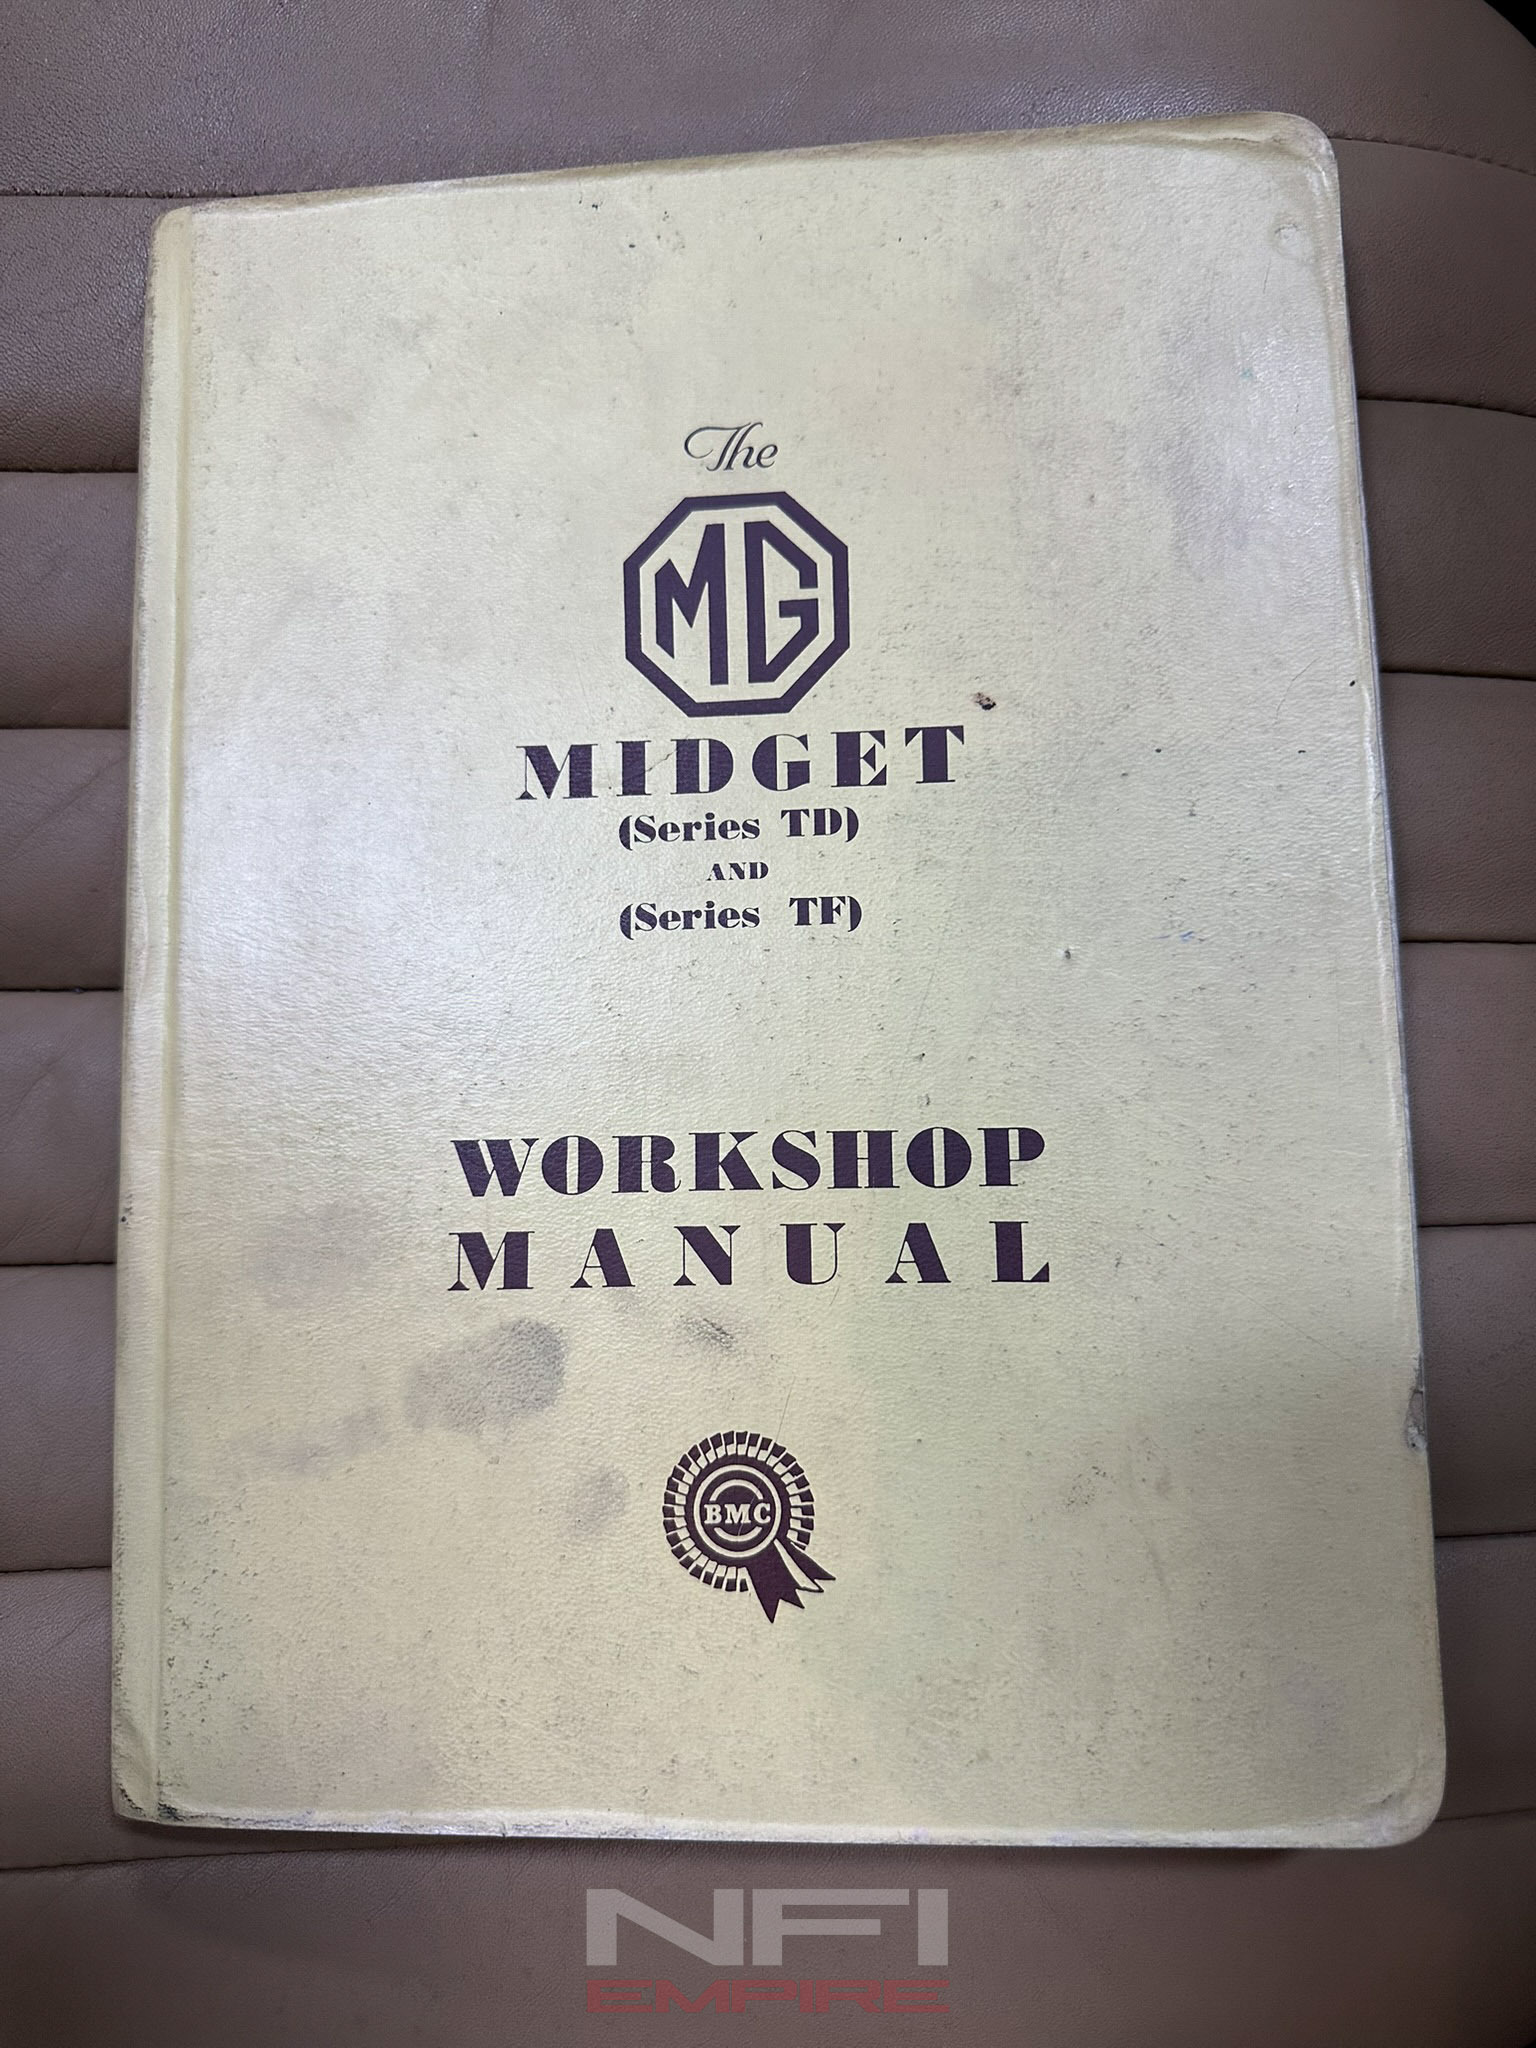 The
MG
MIDGET
(Series TD)
AND
(Series TF)
WORKSHOP
MANUAL
BMC
NFI
EMPIRE